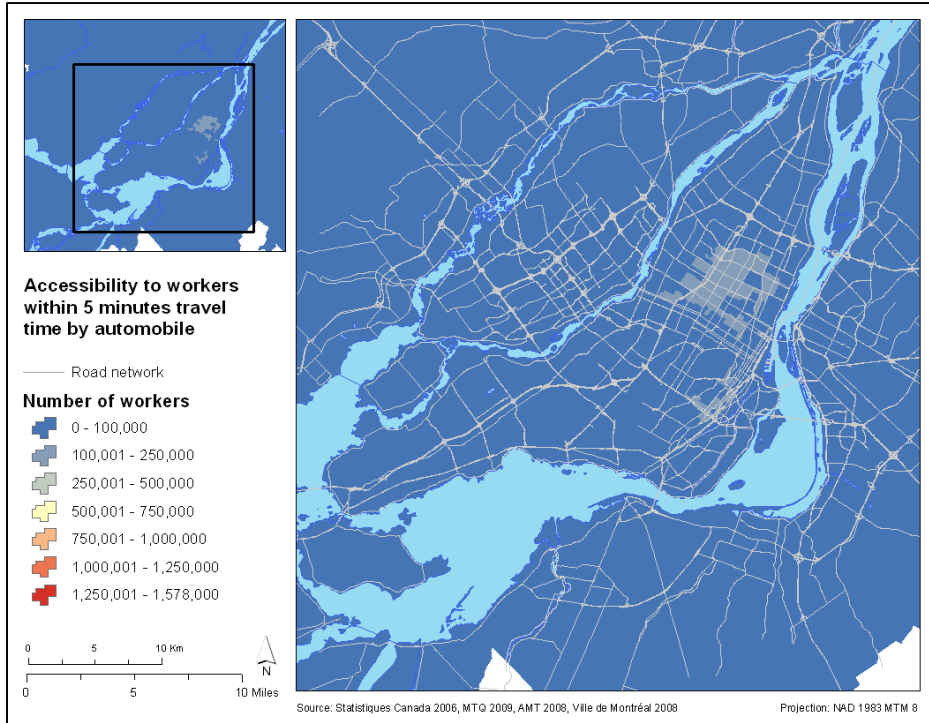 Accessibility to workers
within 5 minutes travel
time by automobile
Road network
Number of workers
0 - 100,000
100,001 - 250,000
250,001 - 500,000
500,001 - 750,000
750,001 - 1,000,000
1,000,001 - 1,250,000
1,250,001 - 1,578,000
0 5 10 Km
N
0 5 10 Miles
Source: Statistiques Canada 2006, MTQ 2009, AMT 2008, Ville de Montréal 2008
Projection: NAD 1983 MTM 8